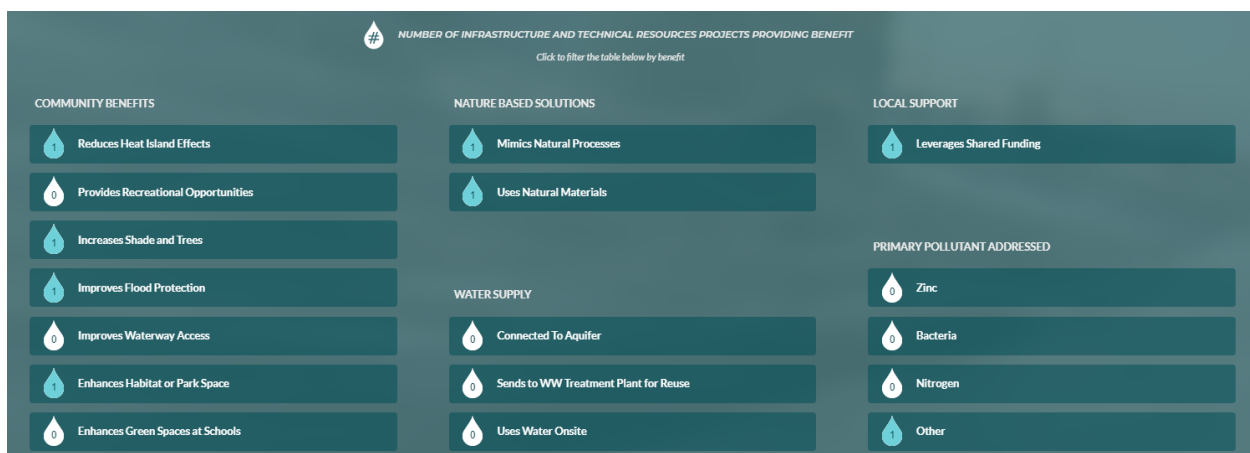 # NUMBER OF INFRASTRUCTURE AND TECHNICAL RESOURCES PROJECTS PROVIDING BENEFIT
Click to filter the table below by benefit
COMMUNITY BENEFITS
1 Reduces Heat Island Effects
0 Provides Recreational Opportunities
1 Increases Shade and Trees
1 Improves Flood Protection
0 Improves Waterway Access
1 Enhances Habitat or Park Space
0 Enhances Green Spaces at Schools
NATURE BASED SOLUTIONS
1 Mimics Natural Processes
1 Uses Natural Materials
WATER SUPPLY
0 Connected To Aquifer
0 Sends to WW Treatment Plant for Reuse
0 Uses Water Onsite
LOCAL SUPPORT
1 Leverages Shared Funding
PRIMARY POLLUTANT ADDRESSED
0 Zinc
0 Bacteria
0 Nitrogen
1 Other